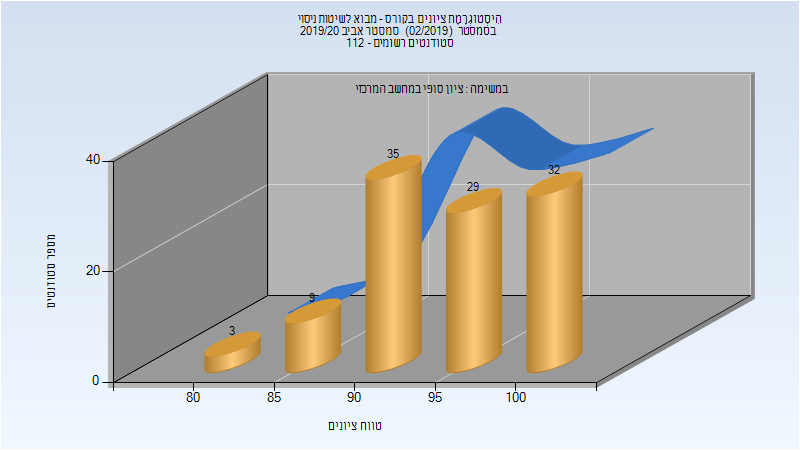 היסטוגרמת ציונים בקורס - מבוא לשיטות ניסוי
בסמסטר (02/2019) סמסטר אביב 2019/20
סטודנטים רשומים - 112
במשימה : ציון סופי במחשב המרכזי
מספר סטודנטים
40
20
0
3
9
35
29
32
80
85
90
95
100
טווח ציונים